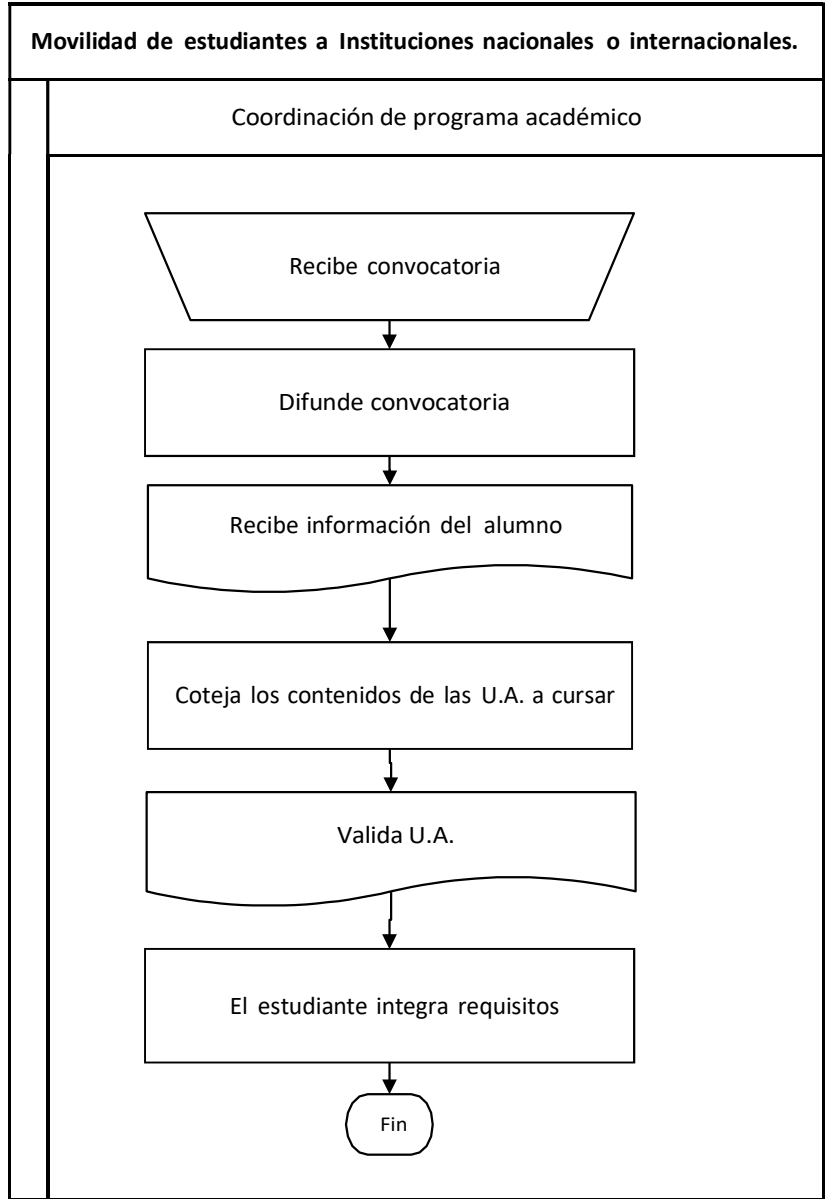 Movilidad de estudiantes a Instituciones nacionales o internacionales.
Coordinación de programa académico
Recibe convocatoria
Difunde convocatoria
Recibe información del alumno
Coteja los contenidos de las U.A. a cursar
Valida U.A.
El estudiante integra requisitos
Fin